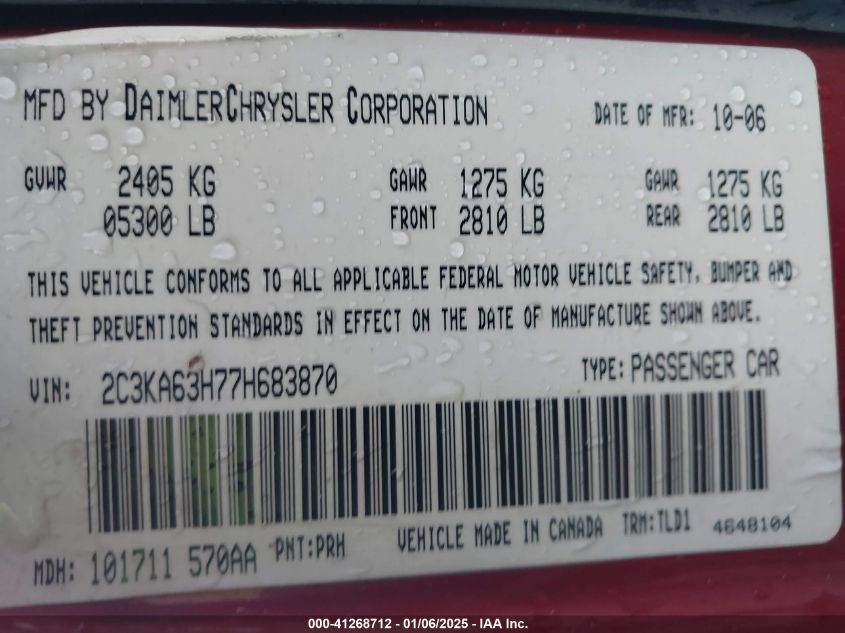 MFD BY DAIMLERCHRYSLER CORPORATION DATE OF MFR: 10-06
GVWR 2405 KG GAWR 1275 KG GAWR 1275 KG
05300 LB FRONT 2810 LB REAR 2810 LB
THIS VEHICLE CONFORMS TO ALL APPLICABLE FEDERAL MOTOR VEHICLE SAFETY, BUMPER AND
THEFT PREVENTION STANDARDS IN EFFECT ON THE DATE OF MANUFACTURE SHOWN ABOVE.
VIN: 2C3KA63H77H683870 TYPE: PASSENGER CAR
MDH: 101711 570AA PNT:PRH VEHICLE MADE IN CANADA TRM:TLD1 4648104
000-41268712 - 01/06/2025 - IAA Inc.